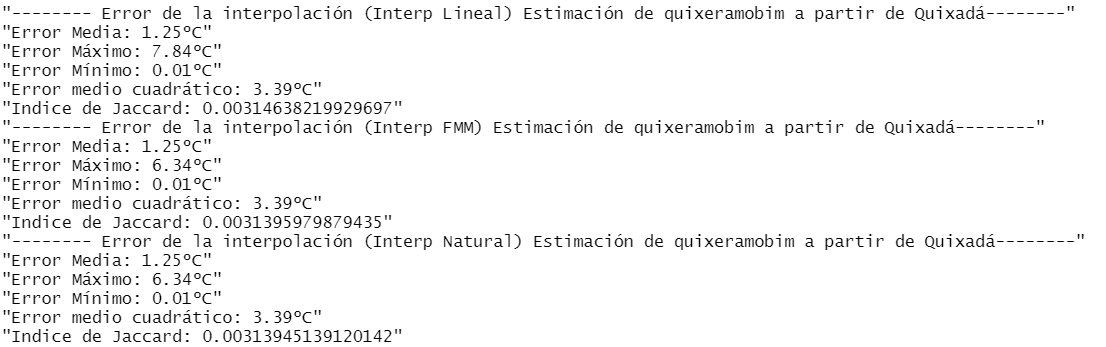 "-------- Error de la interpolación (Interp Lineal) Estimación de quixeramobim a partir de Quixadá--------"
"Error Media: 1.25ºC"
"Error Máximo: 7.84ºC"
"Error Mínimo: 0.01ºC"
"Error medio cuadrático: 3.39ºC"
"Indice de Jaccard: 0.00314638219929697"
"-------- Error de la interpolación (Interp FMM) Estimación de quixeramobim a partir de Quixadá--------"
"Error Media: 1.25ºC"
"Error Máximo: 6.34ºC"
"Error Mínimo: 0.01ºC"
"Error medio cuadrático: 3.39ºC"
"Indice de Jaccard: 0.0031395979879435"
"-------- Error de la interpolación (Interp Natural) Estimación de quixeramobim a partir de Quixadá--------"
"Error Media: 1.25ºC"
"Error Máximo: 6.34ºC"
"Error Mínimo: 0.01ºC"
"Error medio cuadrático: 3.39ºC"
"Indice de Jaccard: 0.00313945139120142"